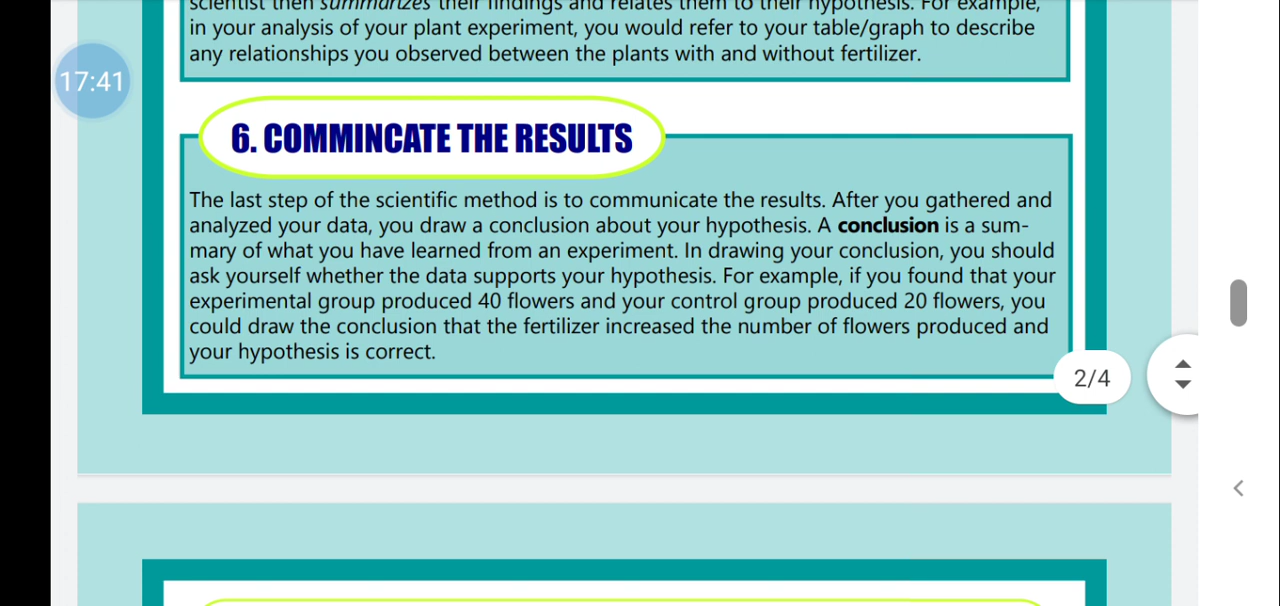 scientist then summarizes their findings and relates them to their hypothesis. For example,
in your analysis of your plant experiment, you would refer to your table/graph to describe
any relationships you observed between the plants with and without fertilizer.
17:41
6. COMMINCATE THE RESULTS
The last step of the scientific method is to communicate the results. After you gathered and
analyzed your data, you draw a conclusion about your hypothesis. A conclusion is a sum-
mary of what you have learned from an experiment. In drawing your conclusion, you should
ask yourself whether the data supports your hypothesis. For example, if you found that your
experimental group produced 40 flowers and your control group produced 20 flowers, you
could draw the conclusion that the fertilizer increased the number of flowers produced and
your hypothesis is correct.
2/4